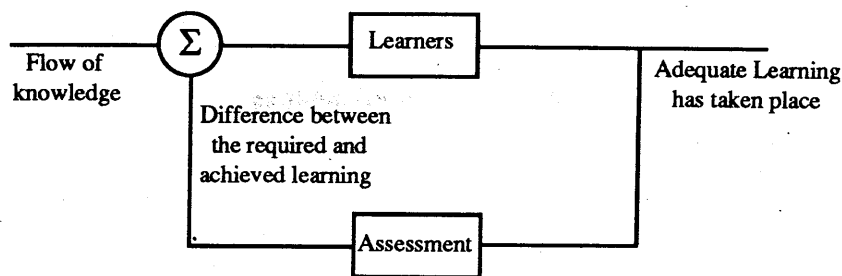 Σ
Learners
Flow of
knowledge
Adequate Learning
has taken place
Difference between
the required and
achieved learning
Assessment